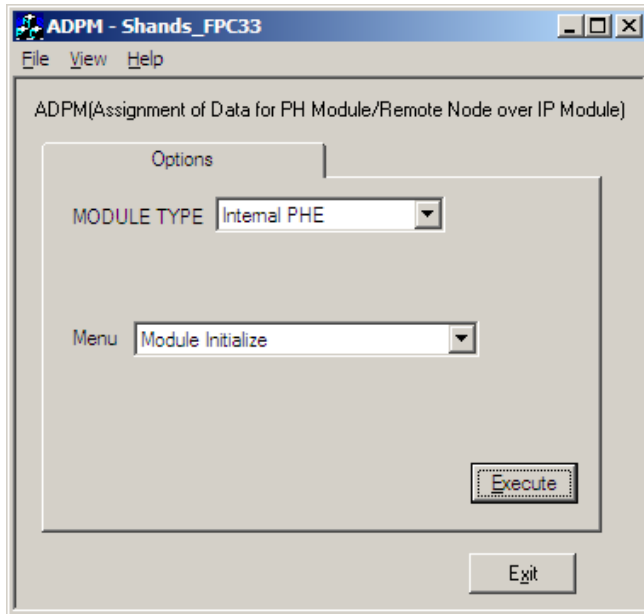 ADPM - Shands_FPC33
File View Help
ADPM(Assignment of Data for PH Module/Remote Node over IP Module)
Options
MODULE TYPE Internal PHE
Menu Module Initialize
Execute
Exit